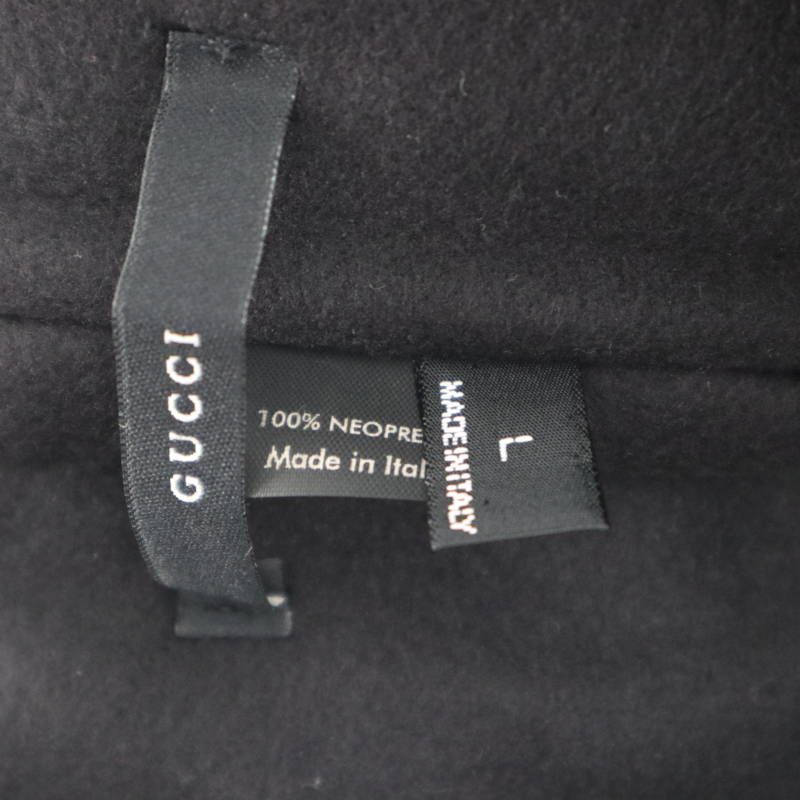 GUCCI
100% NEOPRE
Made in Ital
MADE IN ITALY
L